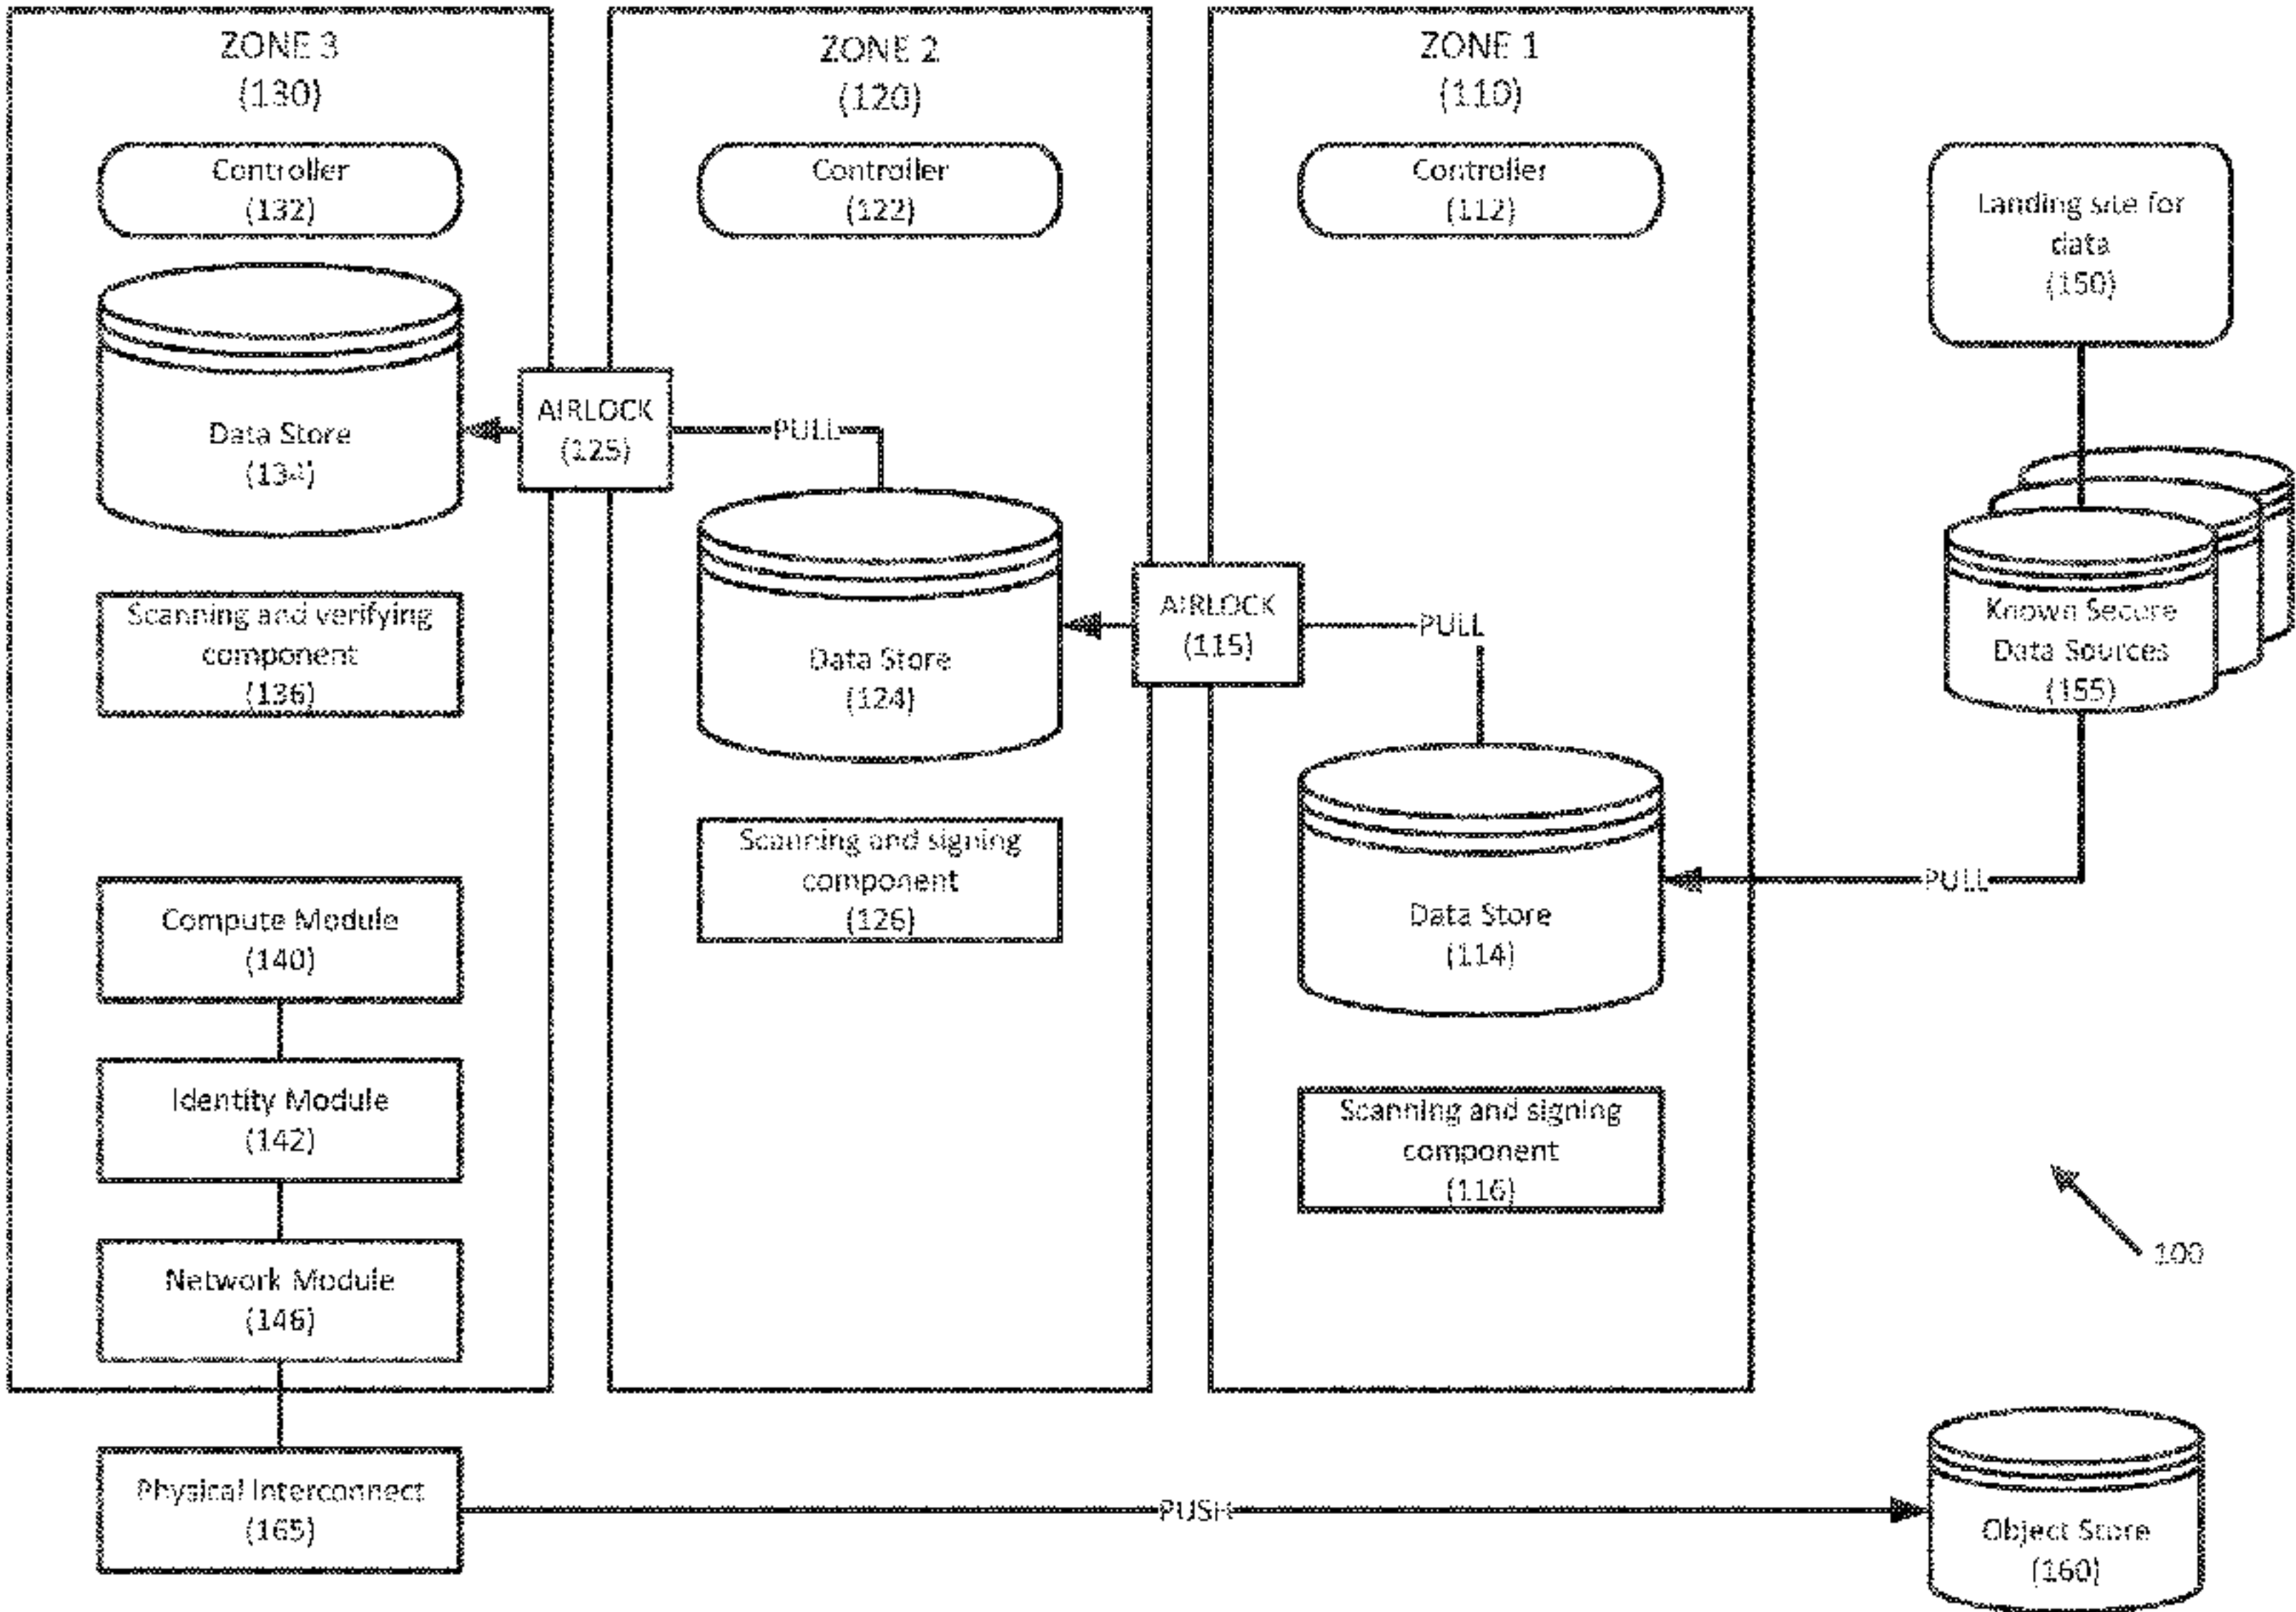 ZONE 3
(130)
Controller
(132)
Data Store
(134)
Scanning and verifying
component
(136)
Compute Module
(140)
Identity Module
(142)
Network Module
(146)
Physical Interconnect
(165)
AIRLOCK
(125)
ZONE 2
(120)
Controller
(122)
PULL
Data Store
(124)
Scanning and signing
component
(126)
AIRLOCK
(115)
ZONE 1
(110)
Controller
(112)
PULL
Data Store
(114)
Scanning and signing
component
(116)
Landing site for
data
(150)
Known Secure
Data Sources
(155)
PULL
100
PUSH
Object Store
(160)